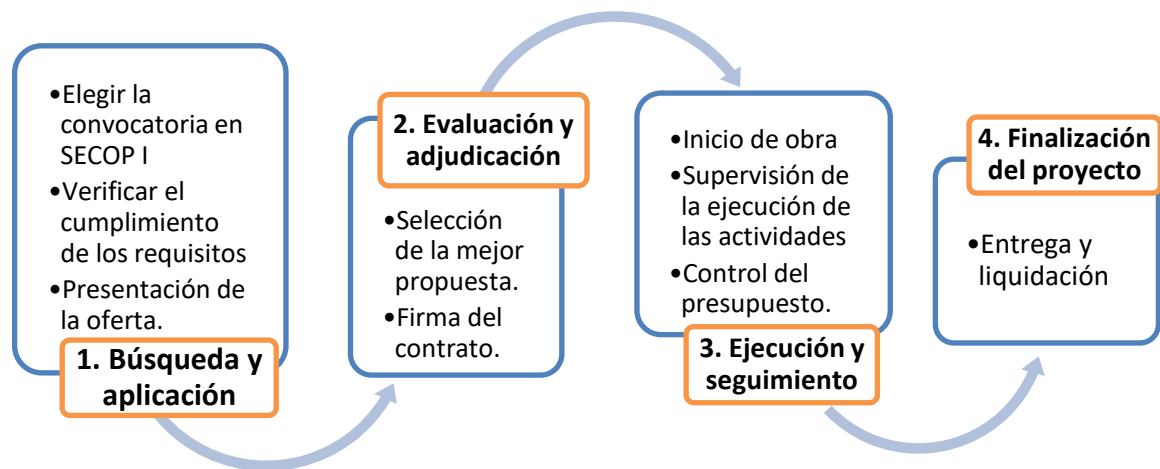 •Elegir la
convocatoria en
SECOP I
•Verificar el
cumplimiento
de los requisitos
•Presentación de
la oferta.
1. Búsqueda y
aplicación
2. Evaluación y
adjudicación
•Selección
de la mejor
propuesta.
•Firma del
contrato.
•Inicio de obra
•Supervisión de
la ejecución de
las actividades
•Control del
presupuesto.
3. Ejecución y
seguimiento
4. Finalización
del proyecto
•Entrega y
liquidación